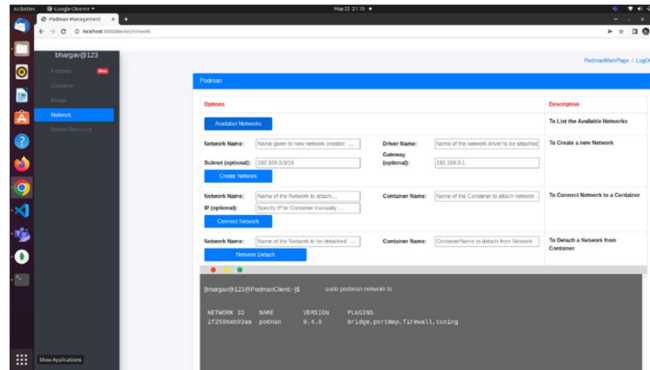 Activities Google Chrome May 22 21:10
Podman Management
localhost
bhargav@123
PodmanMainPage / LogO
Podman New
Podman
Container
Options Description
Network
Availabel Networks To List the Available Networks
Delete Resources
Network Name: Name given to new network created .... Driver Name: Name of the network driver to be attached To Create a new Network
Subnet (optional): 192.168.0.0/16 Gateway (optional): 192.168.0.1
Create Network
Network Name: Name of the Network to attach.... Container Name: Name of the Container to attach network To Connect Network to a Container
IP (optional): Specify IP to Container manually ....
Connect Network
Network Name: Name of the Network to be detached .... Container Name: ContainerName to detach from Network To Detach a Network from Container
Network Detach
[bhargav@123@PodmanClient:~]$ sudo podman network ls
NETWORK ID NAME VERSION PLUGINS
podman 0.4.0 bridge,portmap,firewall,tuning
Show Applications